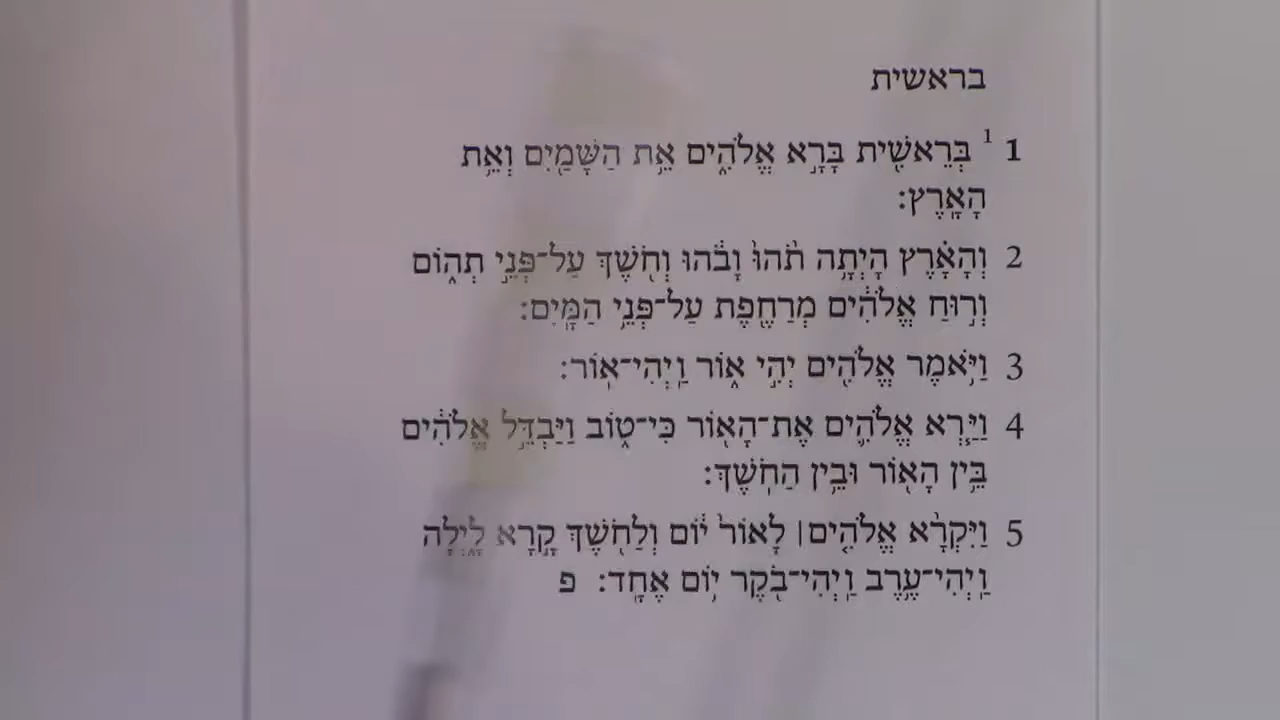 בראשית
1 ¹ בְּרֵאשִׁ֖ית בָּרָ֣א אֱלֹהִ֑ים אֵ֥ת הַשָּׁמַ֖יִם וְאֵ֥ת
הָאָֽרֶץ׃
2 וְהָאָ֗רֶץ הָיְתָ֥ה תֹ֙הוּ֙ וָבֹ֔הוּ וְחֹ֖שֶׁךְ עַל־פְּנֵ֣י תְה֑וֹם
וְר֣וּחַ אֱלֹהִ֔ים מְרַחֶ֖פֶת עַל־פְּנֵ֥י הַמָּֽיִם׃
3 וַיֹּ֥אמֶר אֱלֹהִ֖ים יְהִ֣י א֑וֹר וַֽיְהִי־אֽוֹר׃
4 וַיַּ֧רְא אֱלֹהִ֛ים אֶת־הָא֖וֹר כִּי־ט֑וֹב וַיַּבְדֵּ֣ל אֱלֹהִ֔ים
בֵּ֥ין הָא֖וֹר וּבֵ֥ין הַחֹֽשֶׁךְ׃
5 וַיִּקְרָ֨א אֱלֹהִ֤ים׀ לָאוֹר֙ י֔וֹם וְלַחֹ֖שֶׁךְ קָ֣רָא לָ֑יְלָה
וַֽיְהִי־עֶ֥רֶב וַֽיְהִי־בֹ֖קֶר י֥וֹם אֶחָֽד׃ פ